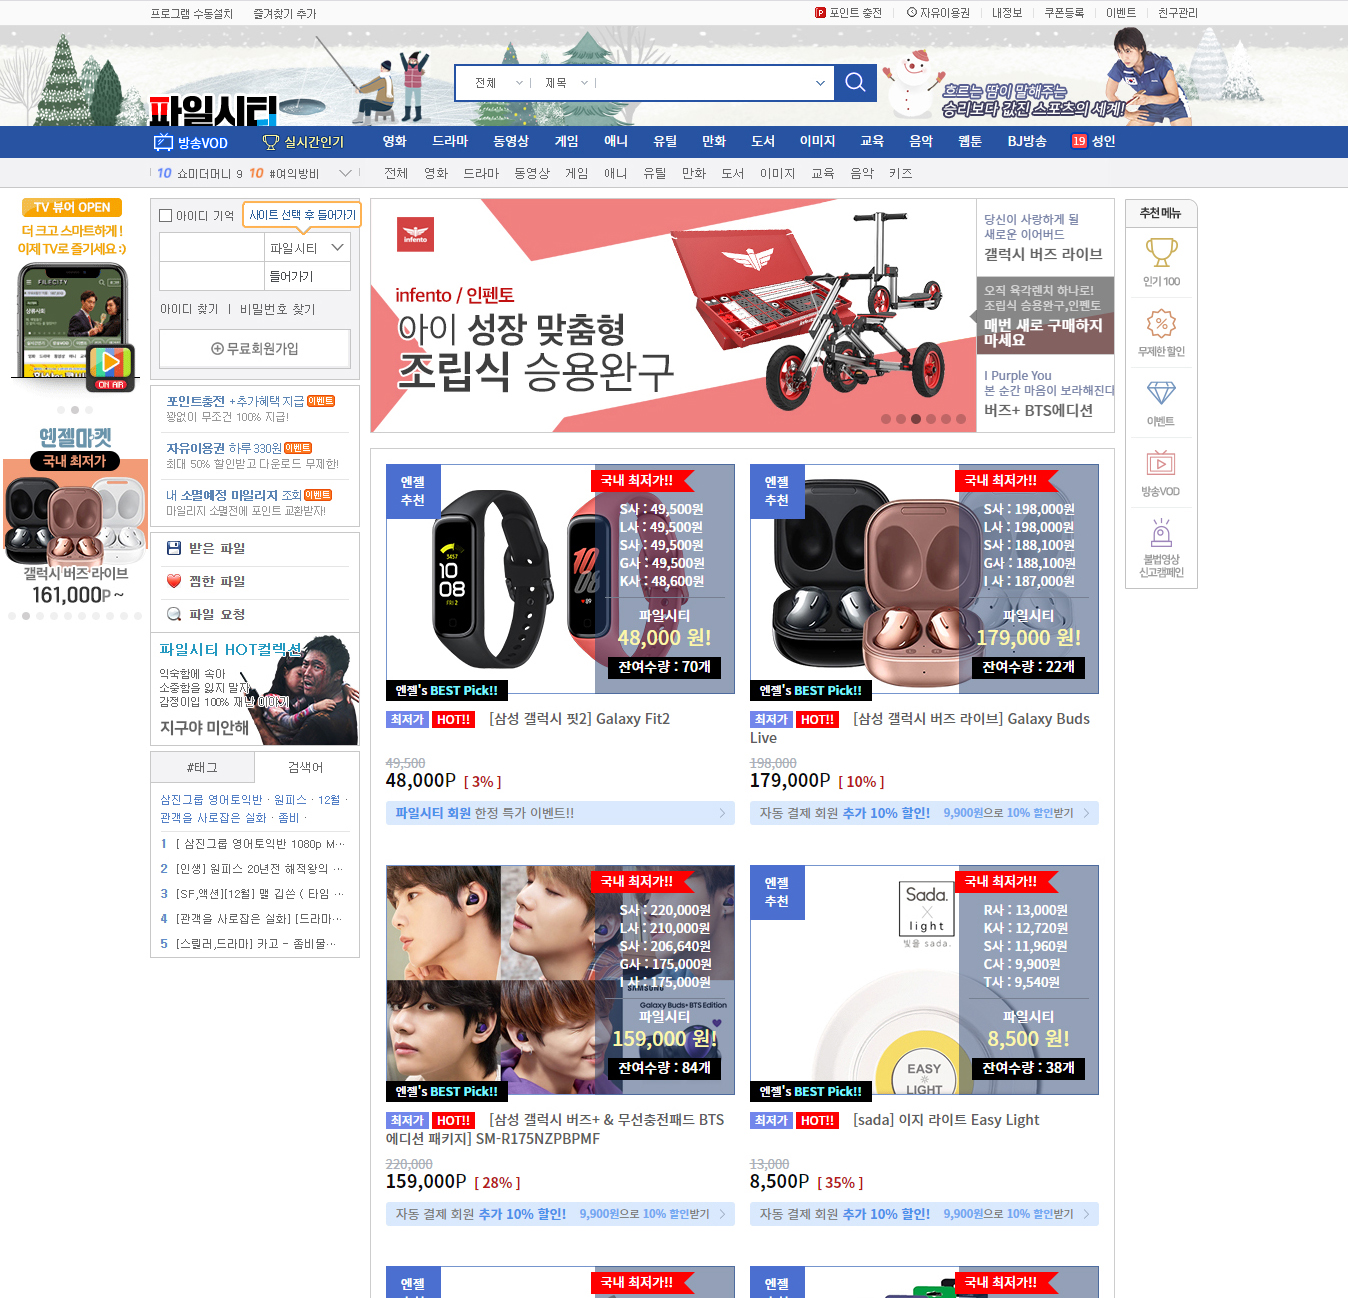 프로그램 수동설치 즐겨찾기 추가
포인트 충전 자유이용권 내정보 쿠폰등록 이벤트 친구관리
파일시티
전체 제목
흐르는 땀이 말해주는
승리보다 값진 스포츠의 세계!
방송VOD 실시간인기 영화 드라마 동영상 게임 애니 유틸 만화 도서 이미지 교육 음악 웹툰 BJ방송 19 성인
10 쇼미더머니 9 10 #여의방비 전체 영화 드라마 동영상 게임 애니 유틸 만화 도서 이미지 교육 음악 키즈
TV 뷰어 OPEN
더 크고 스마트하게!
이제 TV로 즐기세요 :)
FILECITY
ON AIR
엔젤마켓
국내 최저가
갤럭시 버즈 라이브
161,000P ~
아이디 기억 사이트 선택 후 들어가기
파일시티
들어가기
아이디 찾기 | 비밀번호 찾기
무료회원가입
포인트충전 +추가혜택 지급 이벤트
꽝없이 무조건 100% 지급!
자유이용권 하루 330원 이벤트
최대 50% 할인받고 다운로드 무제한!
내 소멸예정 마일리지 조회 이벤트
마일리지 소멸전에 포인트 교환받자!
받은 파일
찜한 파일
파일 요청
파일시티 HOT컬렉션
익숙함에 속아
소중함을 잃지 말자
감정이입 100% 재난 이야기
지구야 미안해
#태그 검색어
삼진그룹 영어토익반 · 원피스 · 12월 ·
관객을 사로잡은 실화 · 좀비 ·
1 [ 삼진그룹 영어토익반 1080p M···
2 [인생] 원피스 20년전 해적왕의 ···
3 [SF,액션][12월] 맬 깁쓴 ( 타임 ···
4 [관객을 사로잡은 실화] [드라마···
5 [스릴러,드라마] 카고 - 좀비물···
infento
infento / 인펜토
아이 성장 맞춤형
조립식 승용완구
당신이 사랑하게 될
새로운 이어버드
갤럭시 버즈 라이브
오직 육각렌치 하나로!
조립식 승용완구,인펜토
매번 새로 구매하지
마세요
I Purple You
본 순간 마음이 보라해진다
버즈+ BTS에디션
추천 메뉴
인기 100
무제한 할인
이벤트
방송VOD
불법영상
신고캠페인
엔젤
추천
국내 최저가!!
S사 : 49,500원
L사 : 49,500원
S사 : 49,500원
G사 : 49,500원
K사 : 48,600원
파일시티
48,000 원!
잔여수량 : 70개
엔젤's BEST Pick!!
최저가 HOT!! [삼성 갤럭시 핏2] Galaxy Fit2
49,500
48,000P [ 3% ]
파일시티 회원 한정 특가 이벤트!!
엔젤
추천
국내 최저가!!
S사 : 198,000원
L사 : 198,000원
S사 : 188,100원
G사 : 188,100원
I 사 : 187,000원
파일시티
179,000 원!
잔여수량 : 22개
엔젤's BEST Pick!!
최저가 HOT!! [삼성 갤럭시 버즈 라이브] Galaxy Buds
Live
198,000
179,000P [ 10% ]
자동 결제 회원 추가 10% 할인! 9,900원으로 10% 할인받기
국내 최저가!!
S사 : 220,000원
L사 : 210,000원
S사 : 206,640원
G사 : 175,000원
I 사 : 175,000원
SAMSUNG
Galaxy Buds+ BTS Edition
파일시티
159,000 원!
잔여수량 : 84개
엔젤's BEST Pick!!
최저가 HOT!! [삼성 갤럭시 버즈+ & 무선충전패드 BTS
에디션 패키지] SM-R175NZPBPMF
220,000
159,000P [ 28% ]
자동 결제 회원 추가 10% 할인! 9,900원으로 10% 할인받기
엔젤
추천
Sada.
X
light
빛을 sada.
국내 최저가!!
R사 : 13,000원
K사 : 12,720원
S사 : 11,960원
C사 : 9,900원
T사 : 9,540원
파일시티
8,500 원!
잔여수량 : 38개
EASY
LIGHT
엔젤's BEST Pick!!
최저가 HOT!! [sada] 이지 라이트 Easy Light
13,000
8,500P [ 35% ]
자동 결제 회원 추가 10% 할인! 9,900원으로 10% 할인받기
엔젤
국내 최저가!!
엔젤
국내 최저가!!